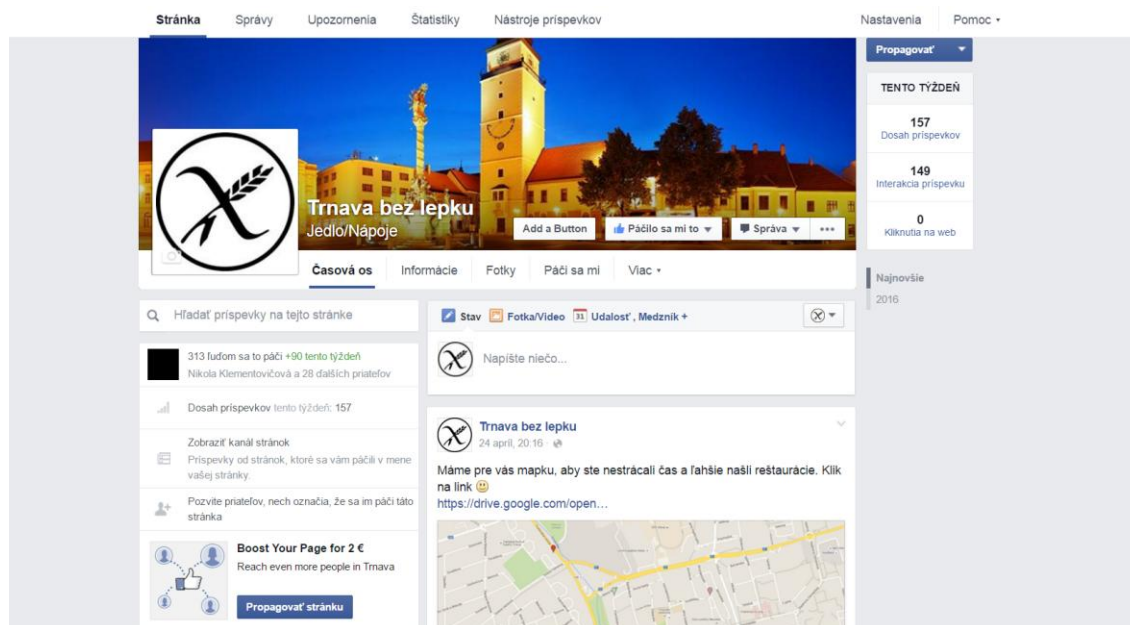 Stránka Správy Upozornenia Štatistiky Nástroje príspevkov Nastavenia Pomoc
Propagovať
TENTO TÝŽDEŇ
157
Dosah príspevkov
149
Interakcia príspevku
0
Kliknutia na web
Najnovšie
2016
Trnava bez lepku
Jedlo/Nápoje
Add a Button Páčilo sa mi to Správa ...
Časová os Informácie Fotky Páči sa mi Viac
Hľadať príspevky na tejto stránke
313 ľuďom sa to páči +90 tento týždeň
Nikola Klementovičová a 28 ďalších priateľov
Dosah príspevkov tento týždeň: 157
Zobraziť kanál stránok
Príspevky od stránok, ktoré sa vám páčili v mene
vašej stránky.
Pozvite priateľov, nech označia, že sa im páči táto
stránka
Boost Your Page for 2 €
Reach even more people in Trnava
Propagovať stránku
Stav Fotka/Video 31 Udalosť, Medzník +
Napíšte niečo...
Trnava bez lepku
24 apríl, 20:16
Máme pre vás mapku, aby ste nestrácali čas a ľahšie našli reštaurácie. Klik
na link
https://drive.google.com/open...